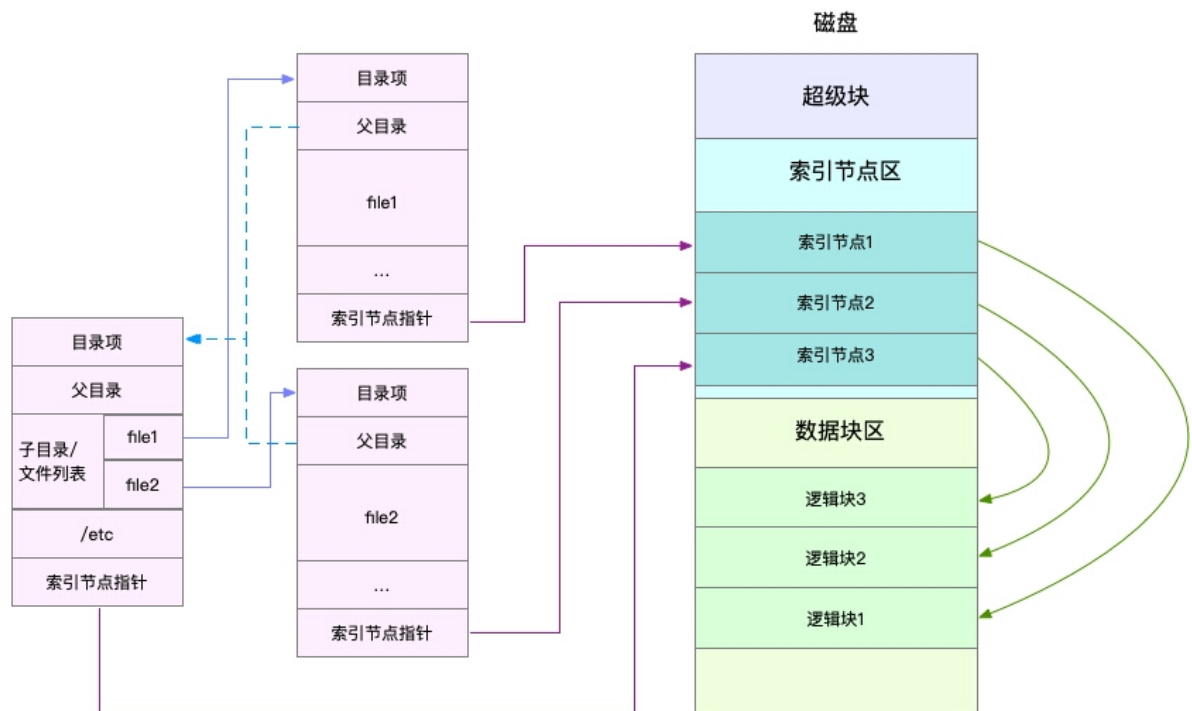 磁盘
目录项
父目录
file1
...
索引节点指针
目录项
父目录
子目录/
文件列表
file1
file2
/etc
索引节点指针
目录项
父目录
file2
...
索引节点指针
超级块
索引节点区
索引节点1
索引节点2
索引节点3
数据块区
逻辑块3
逻辑块2
逻辑块1